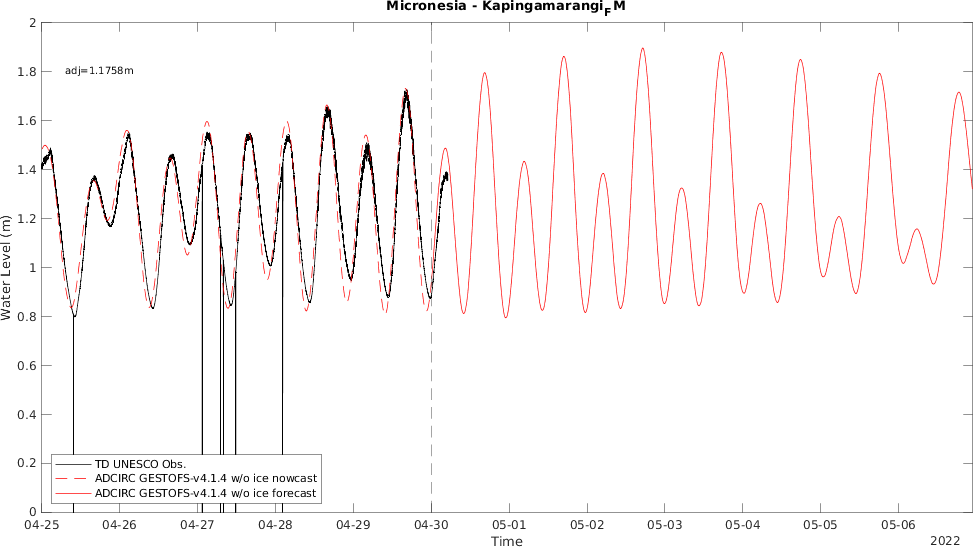 Micronesia - Kapingamarangi_FM
adj=1.1758m
Water Level (m)
2
1.8
1.6
1.4
1.2
1
0.8
0.6
0.4
0.2
0
TD UNESCO Obs.
ADCIRC GESTOFS-v4.1.4 w/o ice nowcast
ADCIRC GESTOFS-v4.1.4 w/o ice forecast
04-25 04-26 04-27 04-28 04-29 04-30 05-01 05-02 05-03 05-04 05-05 05-06
Time
2022